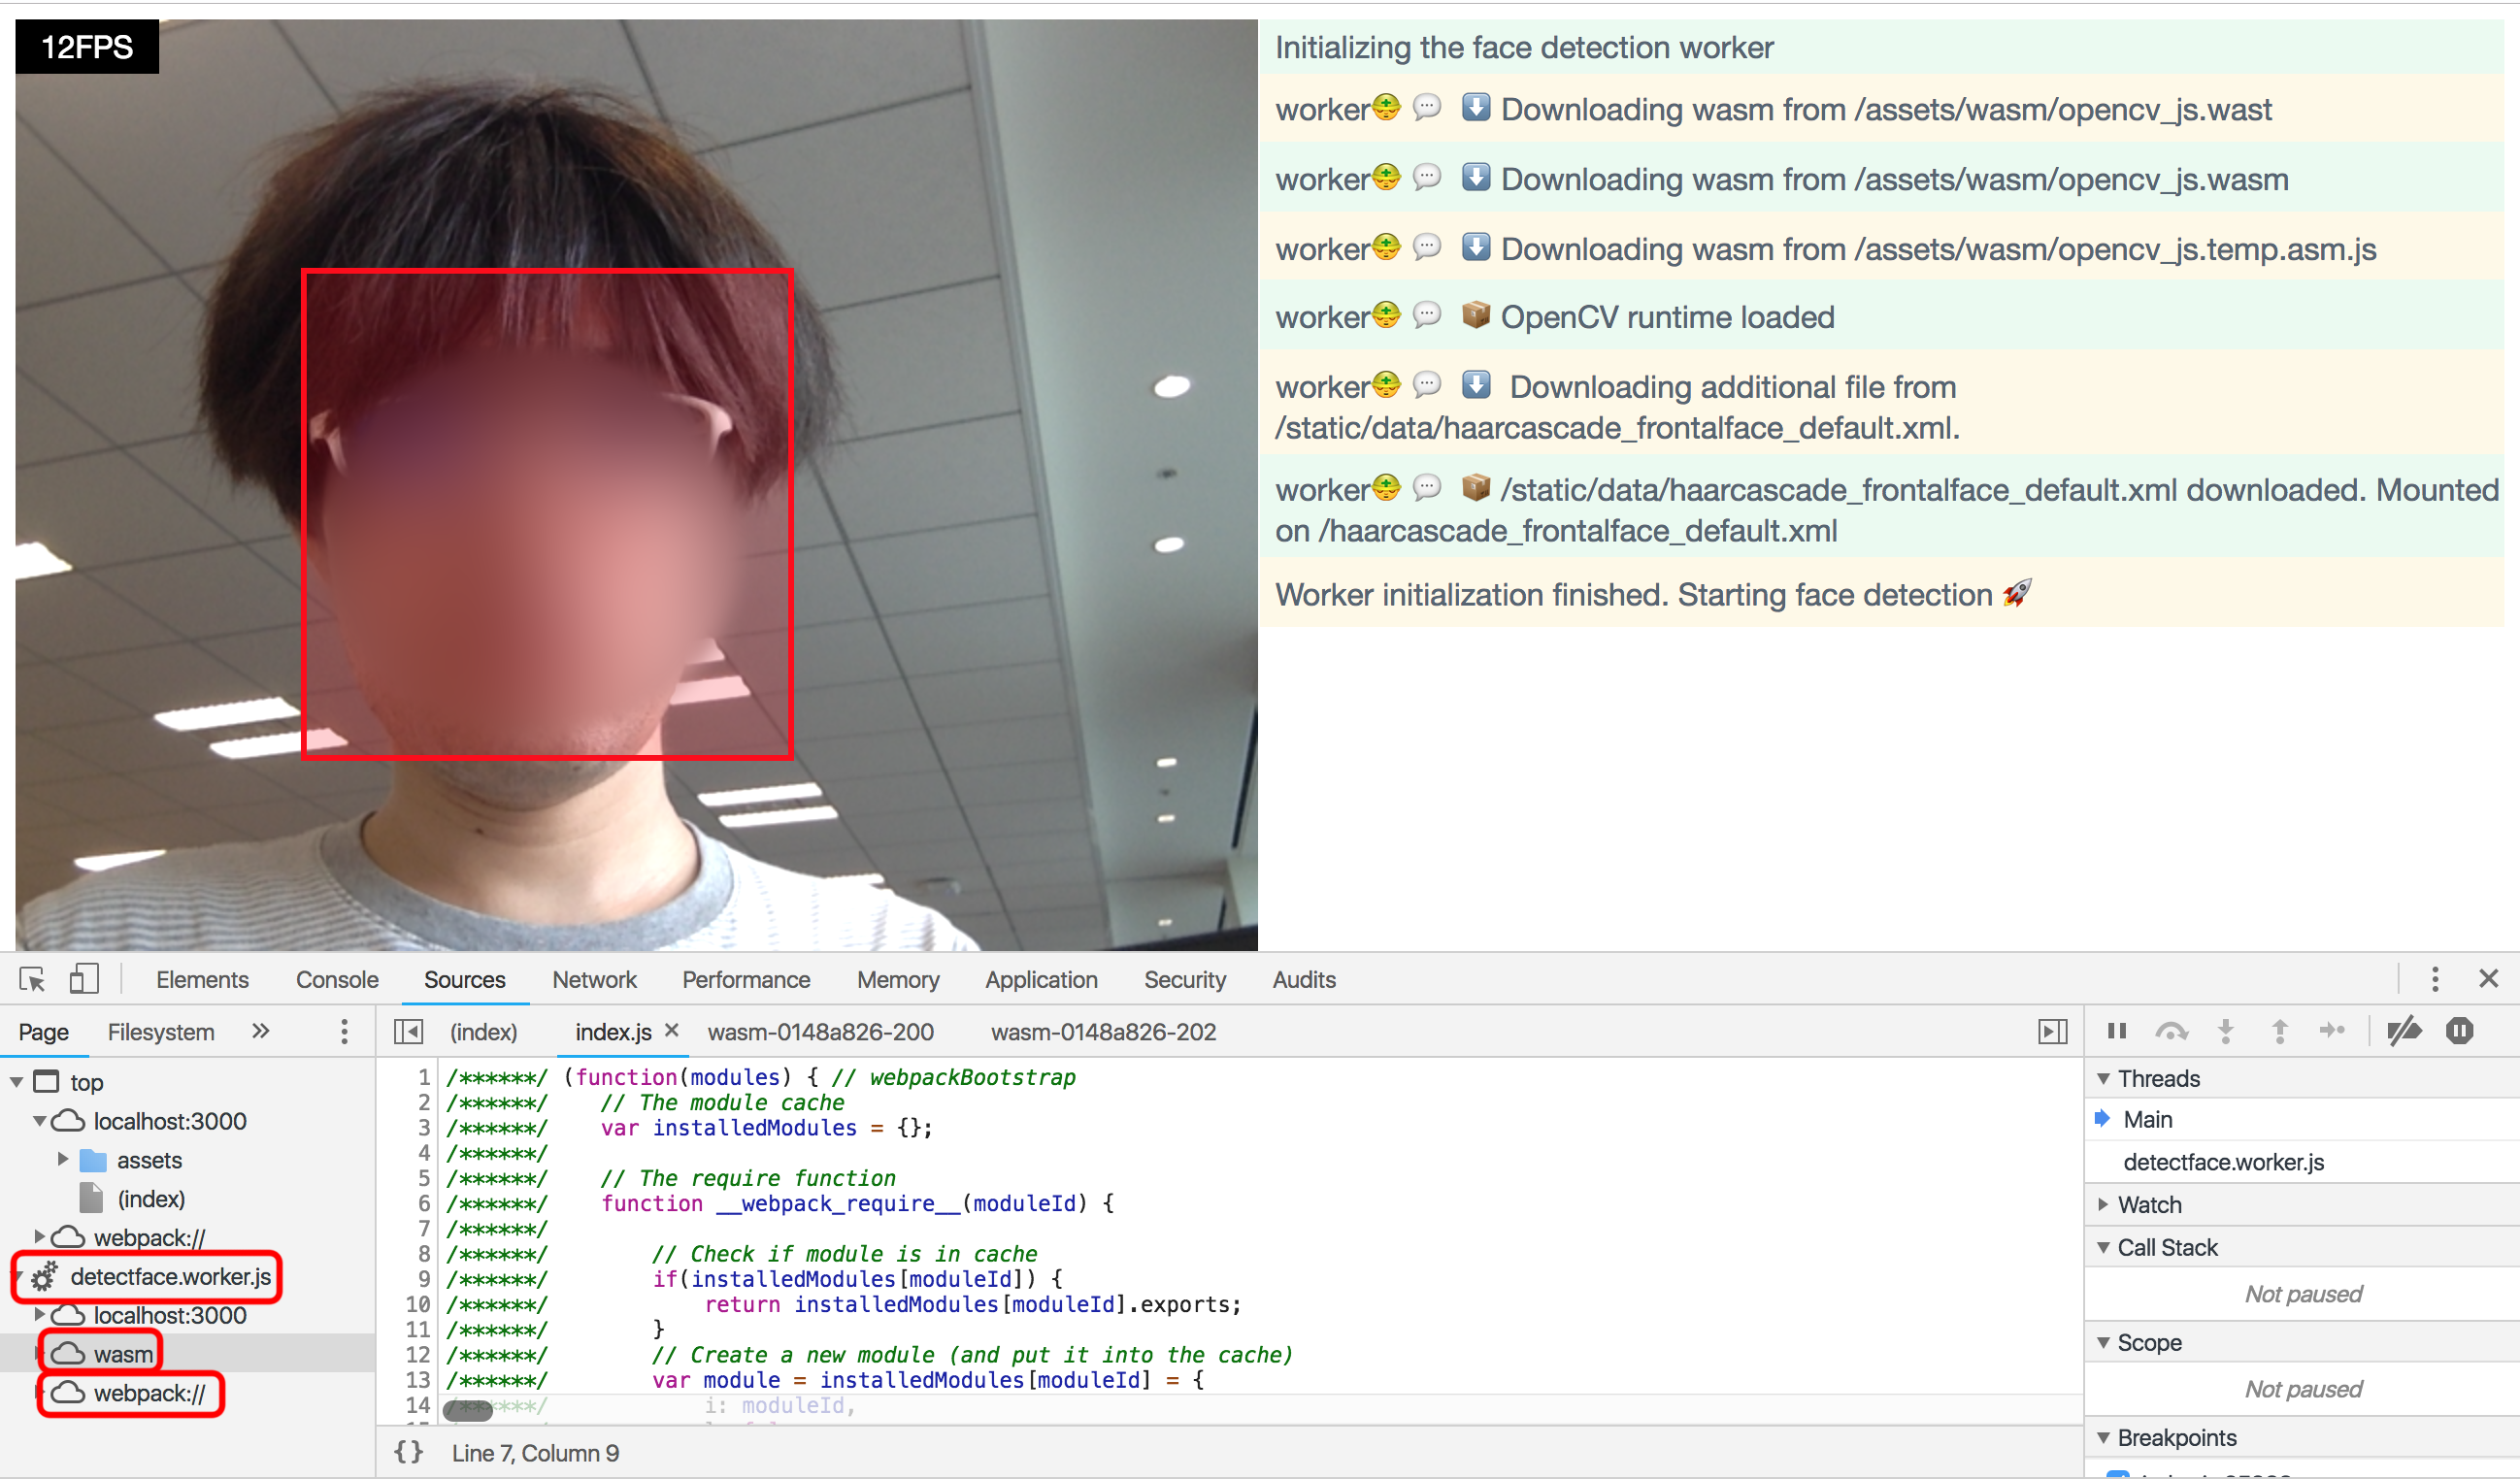 12FPS
Initializing the face detection worker
worker👷💬 ⬇️ Downloading wasm from /assets/wasm/opencv_js.wast
worker👷💬 ⬇️ Downloading wasm from /assets/wasm/opencv_js.wasm
worker👷💬 ⬇️ Downloading wasm from /assets/wasm/opencv_js.temp.asm.js
worker👷💬 📦 OpenCV runtime loaded
worker👷💬 ⬇️ Downloading additional file from
/static/data/haarcascade_frontalface_default.xml.
worker👷💬 📦 /static/data/haarcascade_frontalface_default.xml downloaded. Mounted
on /haarcascade_frontalface_default.xml
Worker initialization finished. Starting face detection 🚀
Elements Console Sources Network Performance Memory Application Security Audits
Page Filesystem
top
localhost:3000
assets
(index)
webpack://
detectface.worker.js
localhost:3000
wasm
webpack://
(index) index.js × wasm-0148a826-200 wasm-0148a826-202
1 /******/ (function(modules) { // webpackBootstrap
2 /******/ // The module cache
3 /******/ var installedModules = {};
4 /******/
5 /******/ // The require function
6 /******/ function __webpack_require__(moduleId) {
7 /******/
8 /******/ // Check if module is in cache
9 /******/ if(installedModules[moduleId]) {
10 /******/ return installedModules[moduleId].exports;
11 /******/ }
12 /******/ // Create a new module (and put it into the cache)
13 /******/ var module = installedModules[moduleId] = {
14 /******/ i: moduleId,
{} Line 7, Column 9
Threads
Main
detectface.worker.js
Watch
Call Stack
Not paused
Scope
Not paused
Breakpoints